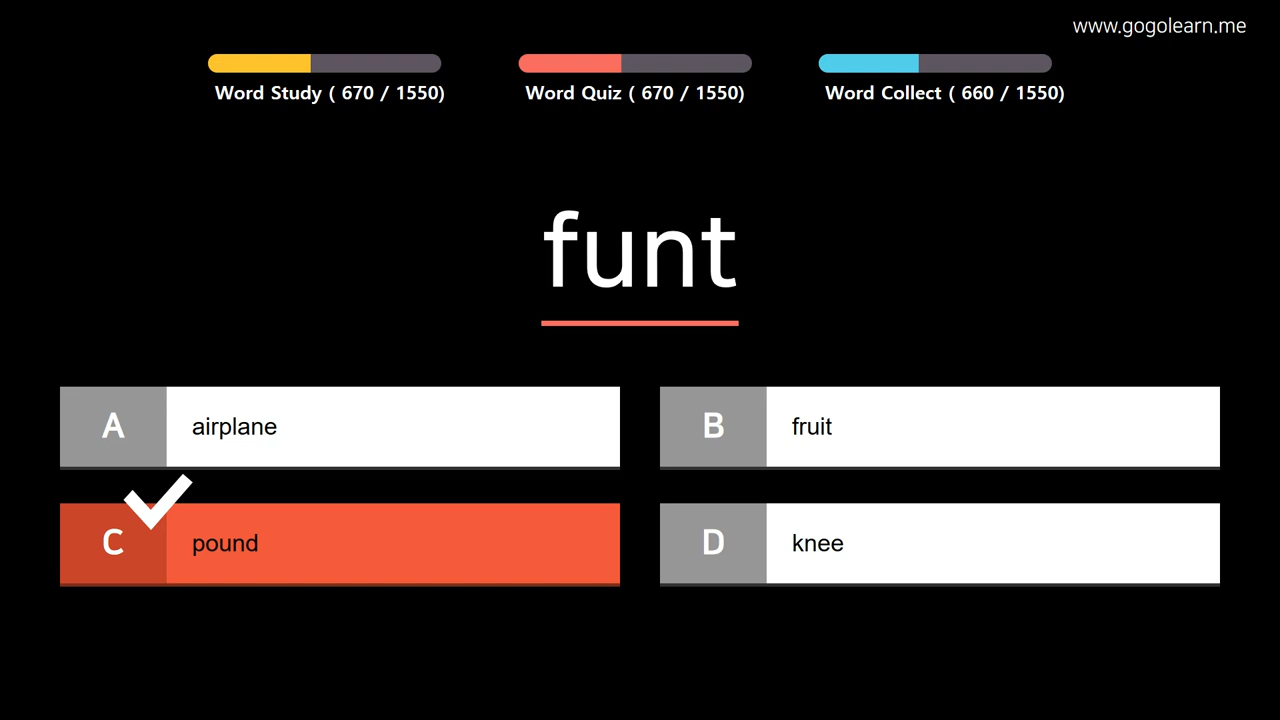 www.gogolearn.me
Word Study ( 670 / 1550)
Word Quiz ( 670 / 1550)
Word Collect ( 660 / 1550)
funt
A airplane
B fruit
C pound
D knee